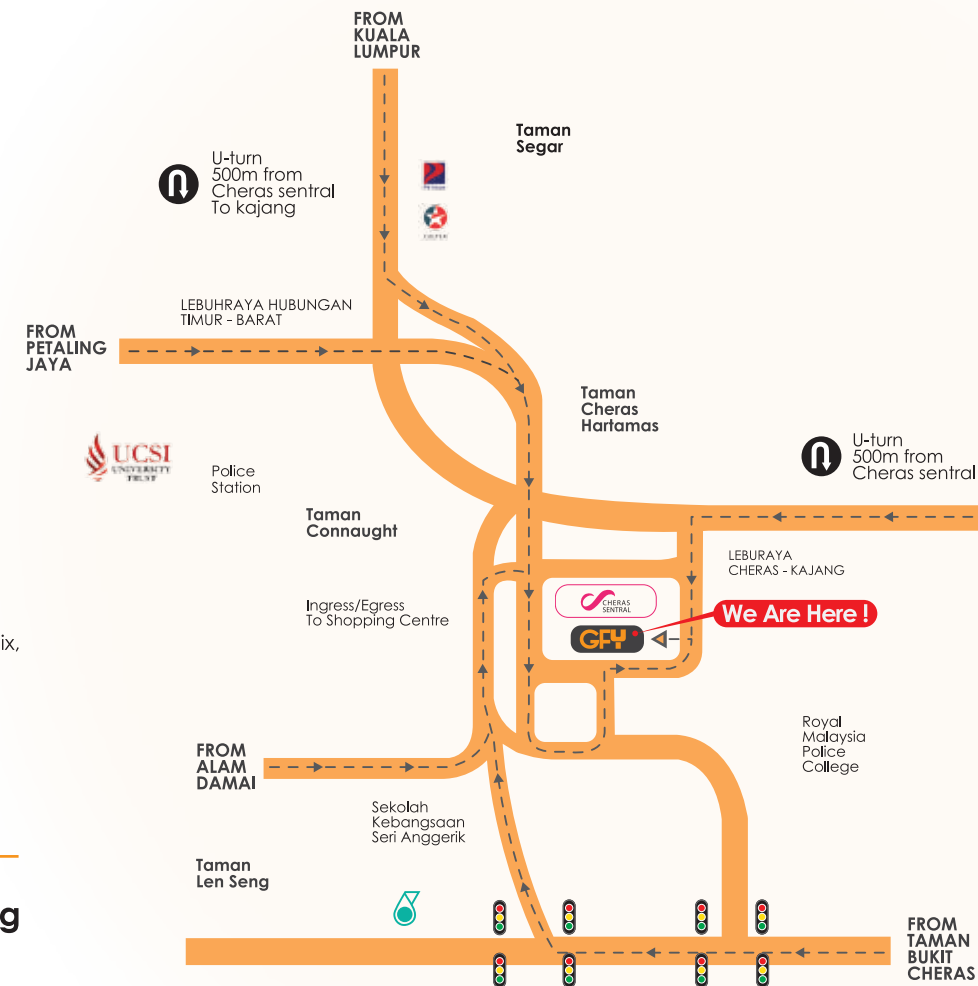 FROM
KUALA
LUMPUR
Taman
Segar
U-turn
500m from
Cheras sentral
To kajang
LEBUHRAYA HUBUNGAN
TIMUR - BARAT
FROM
PETALING
JAYA
Taman
Cheras
Hartamas
U-turn
500m from
Cheras sentral
UCSI
UNIVERSITY
TRUST
Police
Station
Taman
Connaught
LEBURAYA
CHERAS - KAJANG
Ingress/Egress
To Shopping Centre
CHERAS
SENTRAL
We Are Here !
GFY
ix,
Royal
Malaysia
Police
College
FROM
ALAM
DAMAI
Sekolah
Kebangsaan
Seri Anggerik
Taman
Len Seng
g
FROM
TAMAN
BUKIT
CHERAS